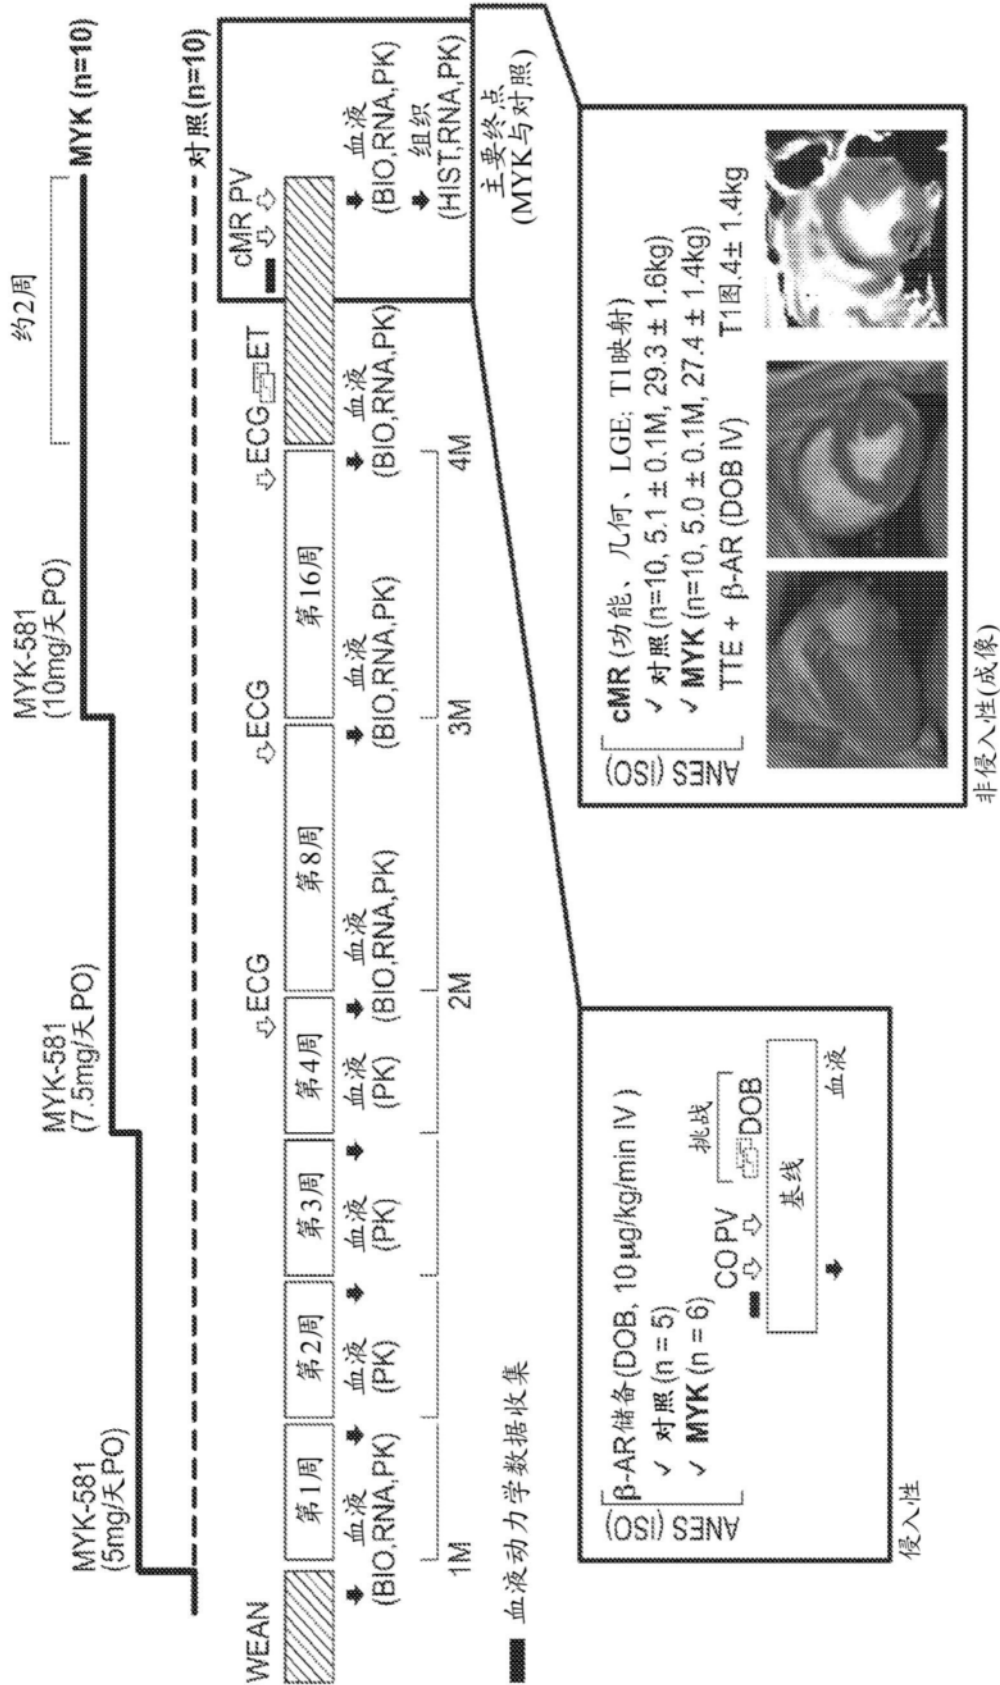 约2周
MYK-581
(5mg/天PO)
MYK-581
(7.5mg/天PO)
MYK-581
(10mg/天PO)
MYK (n=10)
对照(n=10)
WEAN
ECG
ECG
ECG
ET
cMR PV
第1周
第2周
第3周
第4周
第8周
第16周
血液
(BIO,RNA,PK)
血液
(PK)
血液
(PK)
血液
(PK)
血液
(BIO,RNA,PK)
血液
(BIO,RNA,PK)
血液
(BIO,RNA,PK)
血液
(BIO,RNA,PK)
组织
(HIST,RNA,PK)
1M
2M
3M
4M
主要终点
(MYK与对照)
血液动力学数据收集
ANES (ISO)
β-AR储备(DOB, 10μg/kg/min IV )
✓ 对照 (n = 5)
✓ MYK (n = 6)
CO PV
挑战
DOB
基线
血液
侵入性
ANES (ISO)
cMR (功能、几何、LGE; T1映射)
✓ 对照 (n=10, 5.1 ± 0.1M, 29.3 ± 1.6kg)
✓ MYK (n=10, 5.0 ± 0.1M, 27.4 ± 1.4kg)
TTE + β-AR (DOB IV)
T1图.4± 1.4kg
非侵入性(成像)